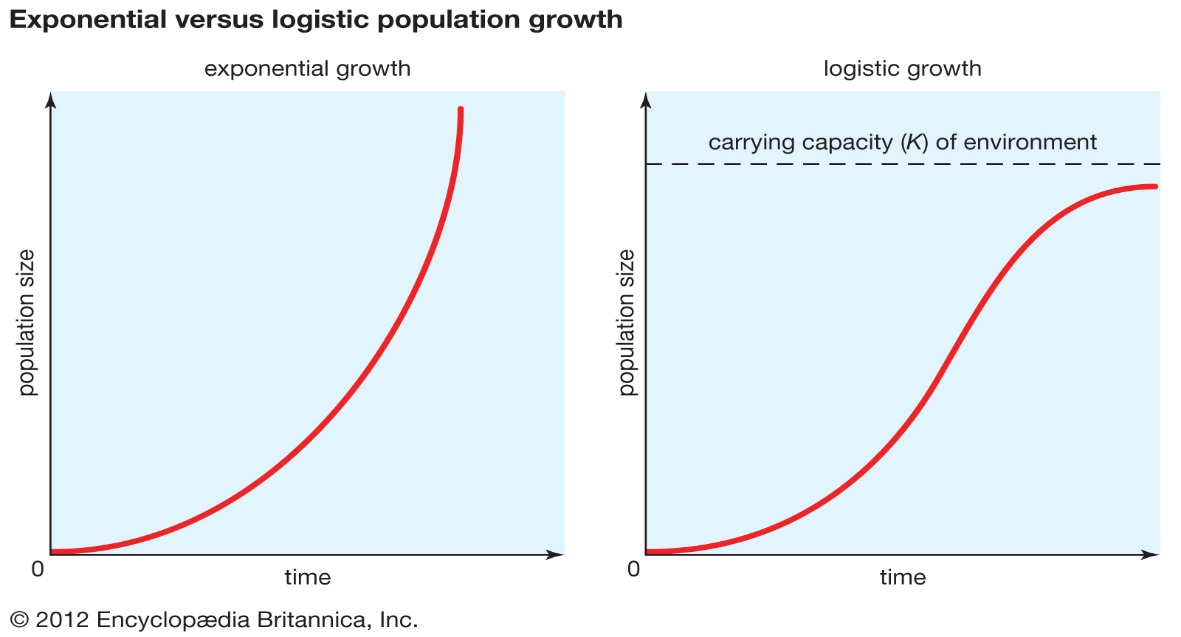 Exponential versus logistic population growth
exponential growth
population size
0
time
logistic growth
carrying capacity (K) of environment
population size
0
time
© 2012 Encyclopædia Britannica, Inc.